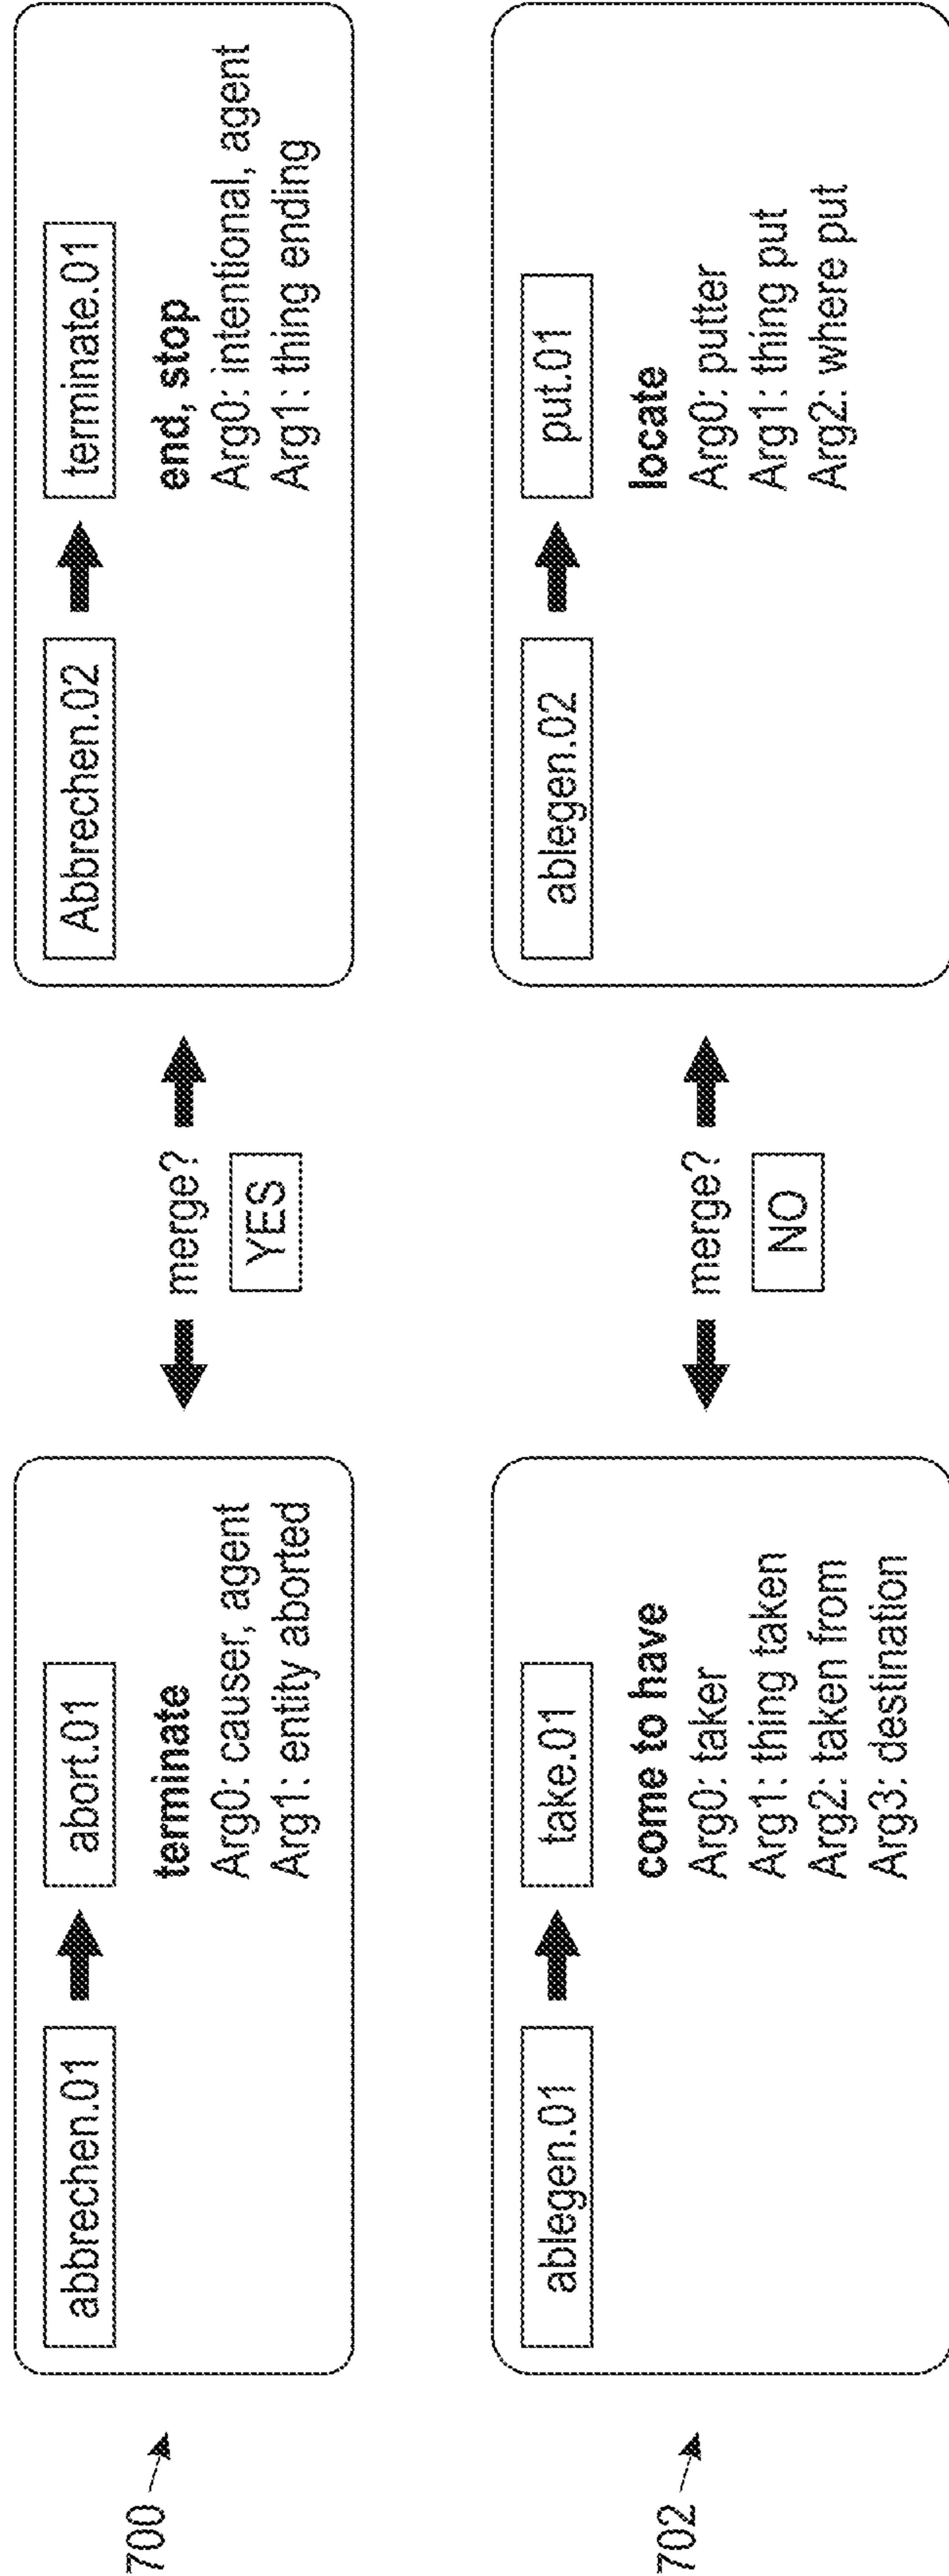 700
abbrechen.01
abort.01
terminate
Arg0: causer, agent
Arg1: entity aborted
merge?
YES
Abbrechen.02
terminate.01
end, stop
Arg0: intentional, agent
Arg1: thing ending
702
ablegen.01
take.01
come to have
Arg0: taker
Arg1: thing taken
Arg2: taken from
Arg3: destination
merge?
NO
ablegen.02
put.01
locate
Arg0: putter
Arg1: thing put
Arg2: where put